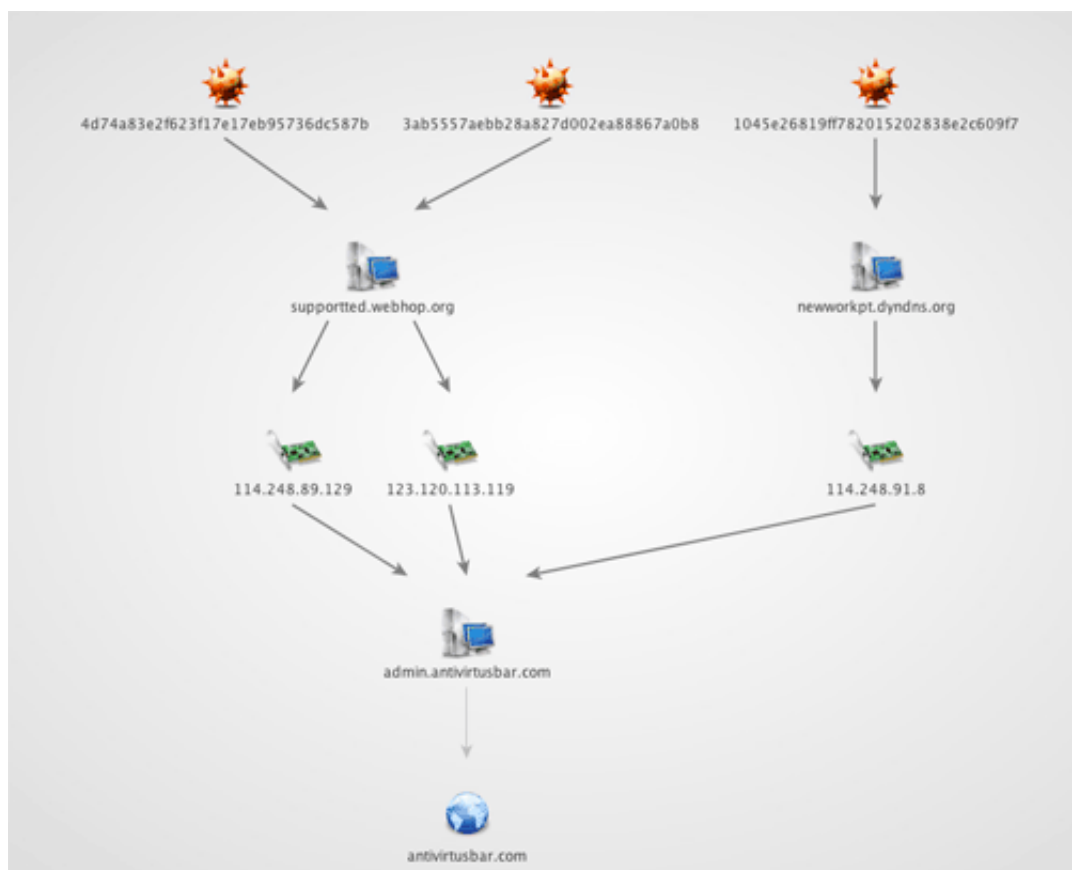 4d74a83e2f623f17e17eb95736dc587b 3ab5557aebb28a827d002ea88867a0b8 1045e26819ff782015202838e2c609f7
supportted.webhop.org newworkpt.dyndns.org
114.248.89.129 123.120.113.119 114.248.91.8
admin.antivirtusbar.com
antivirtusbar.com